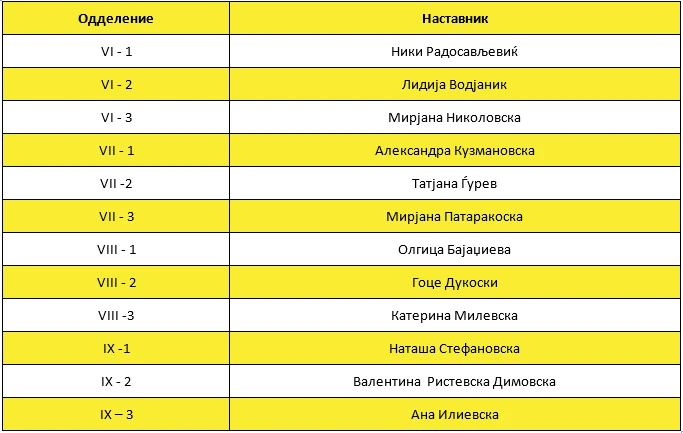 Одделение Наставник
VI - 1 Ники Радосављевиќ
VI - 2 Лидија Водјаник
VI - 3 Мирјана Николовска
VII - 1 Александра Кузмановска
VII -2 Татјана Ѓурев
VII - 3 Мирјана Патаракоска
VIII - 1 Олгица Бајаџиева
VIII - 2 Гоце Дукоски
VIII -3 Катерина Милевска
IX -1 Наташа Стефановска
IX - 2 Валентина  Ристевска Димовска
IX – 3 Ана Илиевска